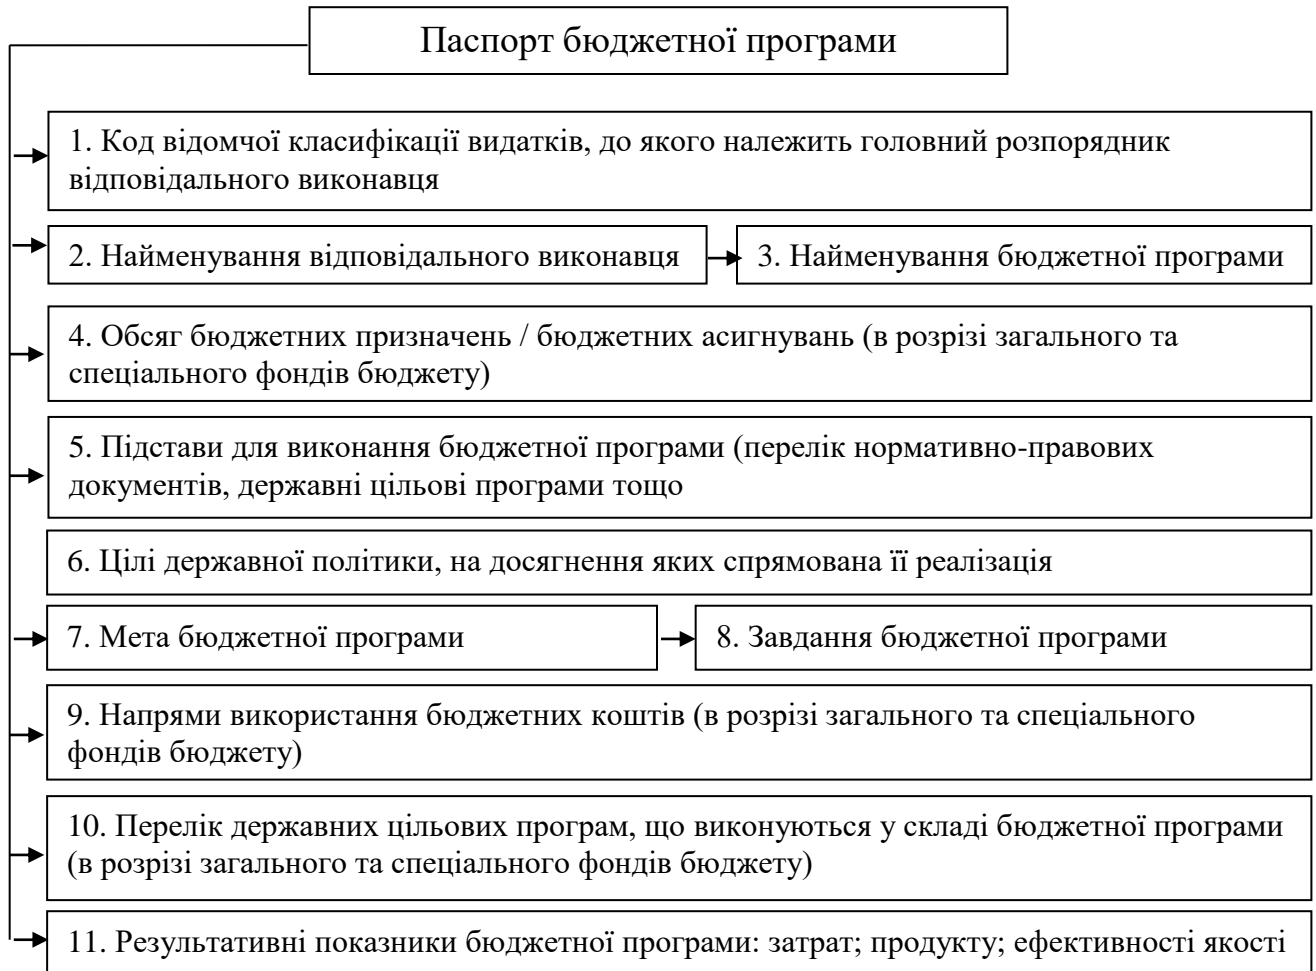 Паспорт бюджетної програми
1. Код відомчої класифікації видатків, до якого належить головний розпорядник
відповідального виконавця
2. Найменування відповідального виконавця
3. Найменування бюджетної програми
4. Обсяг бюджетних призначень / бюджетних асигнувань (в розрізі загального та
спеціального фондів бюджету)
5. Підстави для виконання бюджетної програми (перелік нормативно-правових
документів, державні цільові програми тощо
6. Цілі державної політики, на досягнення яких спрямована її реалізація
7. Мета бюджетної програми
8. Завдання бюджетної програми
9. Напрями використання бюджетних коштів (в розрізі загального та спеціального
фондів бюджету)
10. Перелік державних цільових програм, що виконуються у складі бюджетної програми
(в розрізі загального та спеціального фондів бюджету)
11. Результативні показники бюджетної програми: затрат; продукту; ефективності якості